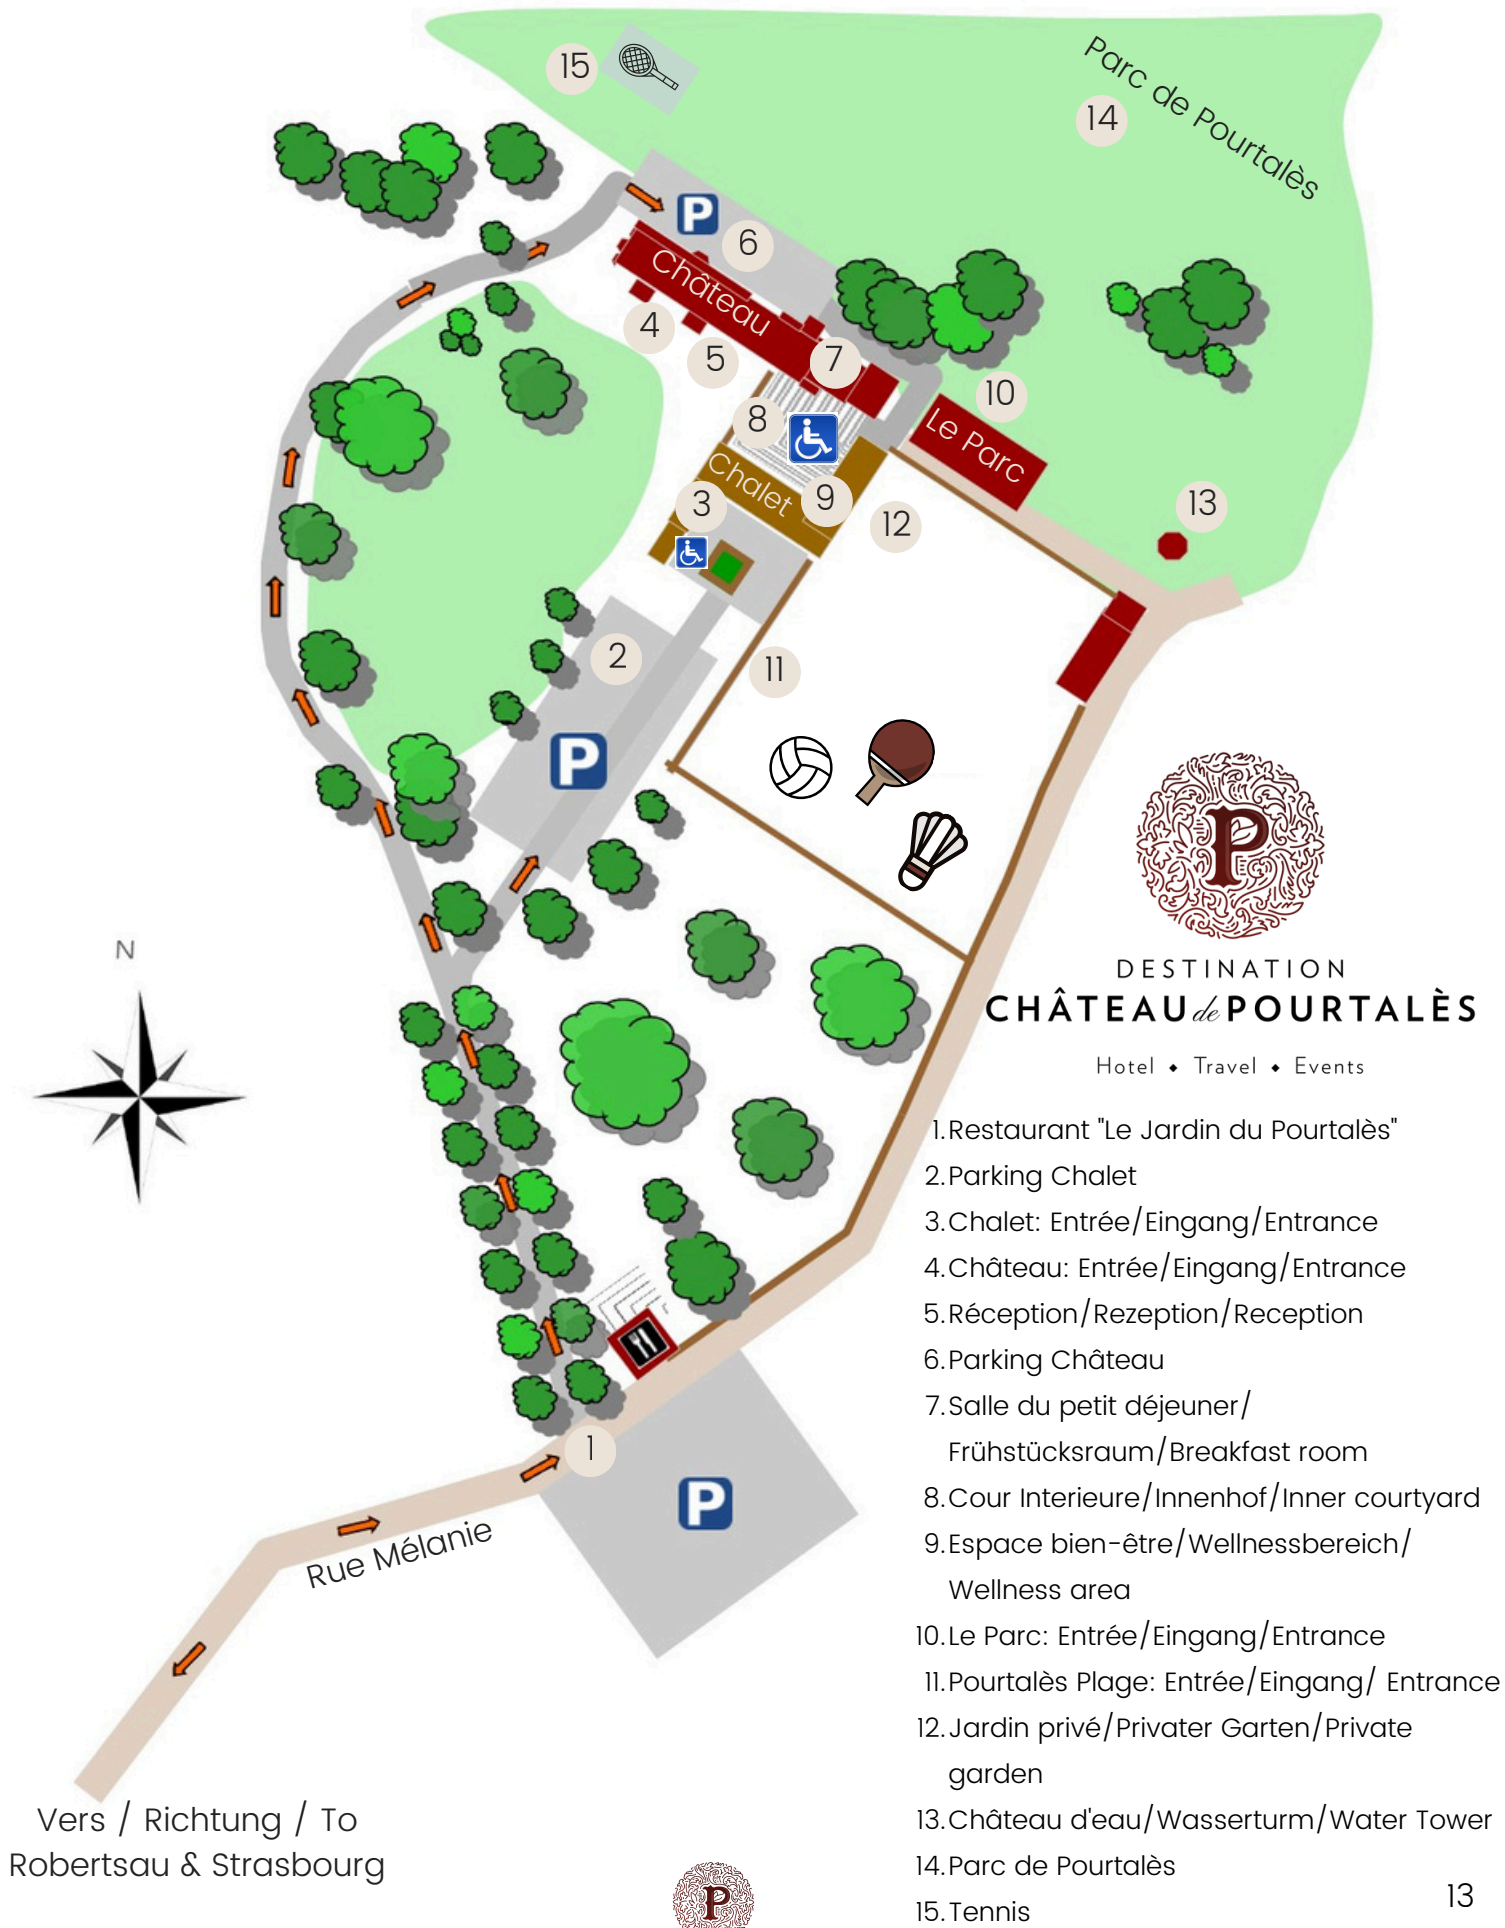 15
Parc de Pourtalès
14
P
6
Château
4
5
7
10
8
Le Parc
Chalet
3
9
12
13
2
11
P
N
P
DESTINATION
CHÂTEAU de POURTALÈS
Hotel ◆ Travel ◆ Events
1
P
Rue Mélanie
Vers / Richtung / To
Robertsau & Strasbourg
1. Restaurant "Le Jardin du Pourtalès"
2. Parking Chalet
3. Chalet: Entrée/Eingang/Entrance
4. Château: Entrée/Eingang/Entrance
5. Réception/Rezeption/Reception
6. Parking Château
7. Salle du petit déjeuner/
Frühstücksraum/Breakfast room
8. Cour Interieure/Innenhof/Inner courtyard
9. Espace bien-être/Wellnessbereich/
Wellness area
10. Le Parc: Entrée/Eingang/Entrance
11. Pourtalès Plage: Entrée/Eingang/ Entrance
12. Jardin privé/Privater Garten/Private
garden
13. Château d'eau/Wasserturm/Water Tower
14. Parc de Pourtalès
15. Tennis
P
13